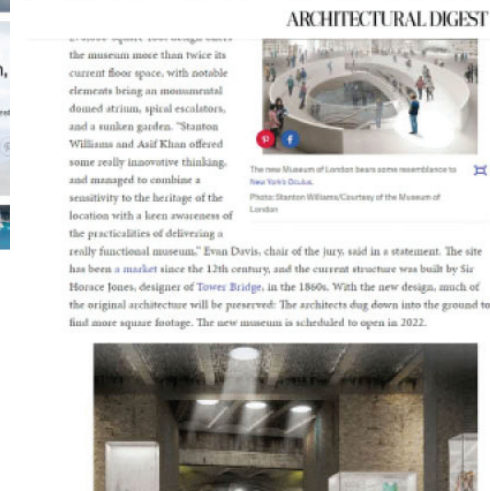 ARCHITECTURAL DIGEST
the museum more than twice its
current floor space, with notable
elements being an monumental
domed atrium, spiral escalators,
and a sunken garden. "Stanton
Williams and Asif Khan offered
some really innovative thinking,
and managed to combine a
sensitivity to the heritage of the
location with a keen awareness of
the practicalities of delivering a
really functional museum," Evan Davis, chair of the jury, said in a statement. The site
has been a market since the 12th century, and the current structure was built by Sir
Horace Jones, designer of Tower Bridge, in the 1860s. With the new design, much of
the original architecture will be preserved: The architects dug down into the ground to
find more square footage. The new museum is scheduled to open in 2022.
The new Museum of London bears some resemblance to
New York's Oculus.
Photo: Stanton Williams/Courtesy of the Museum of
London